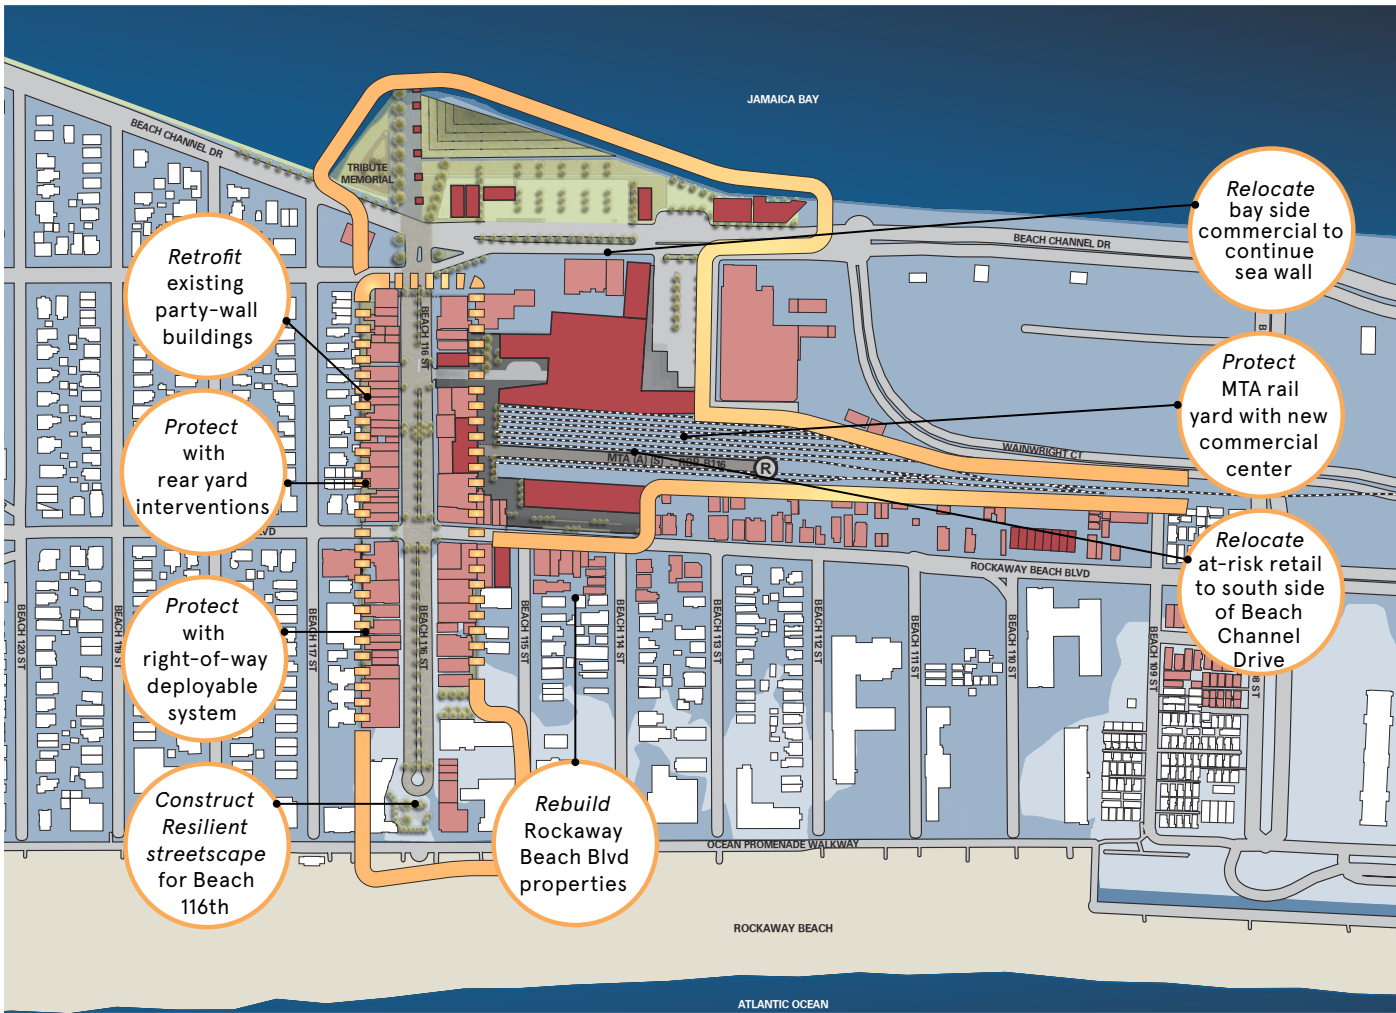 JAMAICA BAY
BEACH CHANNEL DR
TRIBUTE
MEMORIAL
Relocate
bay side
commercial to
continue
sea wall
BEACH CHANNEL DR
Retrofit
existing
party-wall
buildings
BEACH 116 ST
Protect
MTA rail
yard with new
commercial
center
Protect
with
rear yard
interventions
WAINWRIGHT CT
MTA (A) (S)
R
Relocate
at-risk retail
to south side
of Beach
Channel
Drive
ROCKAWAY BEACH BLVD
Protect
with
right-of-way
deployable
system
BEACH 120 ST
BEACH 117 ST
BEACH 116 ST
BEACH 115 ST
BEACH 114 ST
BEACH 113 ST
BEACH 112 ST
BEACH 111 ST
BEACH 110 ST
BEACH 109 ST
Construct
Resilient
streetscape
for Beach
116th
Rebuild
Rockaway
Beach Blvd
properties
OCEAN PROMENADE WALKWAY
ROCKAWAY BEACH
ATLANTIC OCEAN